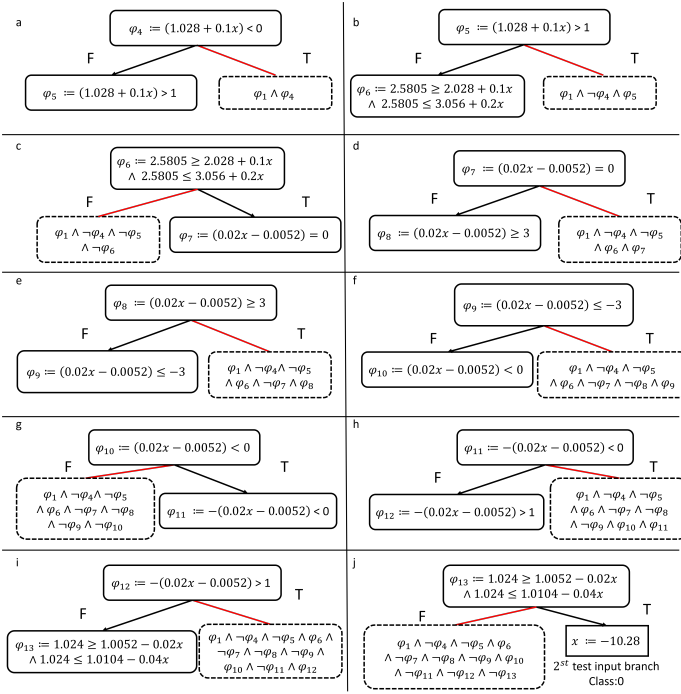 a
φ₄ ≔ (1.028 + 0.1x) < 0
F
T
φ₅ ≔ (1.028 + 0.1x) > 1
φ₁ ∧ φ₄
b
φ₅ ≔ (1.028 + 0.1x) > 1
F
T
φ₆ ≔ 2.5805 ≥ 2.028 + 0.1x
∧ 2.5805 ≤ 3.056 + 0.2x
φ₁ ∧ ¬φ₄ ∧ φ₅
c
φ₆ ≔ 2.5805 ≥ 2.028 + 0.1x
∧ 2.5805 ≤ 3.056 + 0.2x
F
T
φ₁ ∧ ¬φ₄ ∧ ¬φ₅
∧ ¬φ₆
φ₇ ≔ (0.02x − 0.0052) = 0
d
φ₇ ≔ (0.02x − 0.0052) = 0
F
T
φ₈ ≔ (0.02x − 0.0052) ≥ 3
φ₁ ∧ ¬φ₄ ∧ ¬φ₅
∧ φ₆ ∧ φ₇
e
φ₈ ≔ (0.02x − 0.0052) ≥ 3
F
T
φ₉ ≔ (0.02x − 0.0052) ≤ −3
φ₁ ∧ ¬φ₄∧ ¬φ₅
∧ φ₆ ∧ ¬φ₇ ∧ φ₈
f
φ₉ ≔ (0.02x − 0.0052) ≤ −3
F
T
φ₁₀ ≔ (0.02x − 0.0052) < 0
φ₁ ∧ ¬φ₄ ∧ ¬φ₅
∧ φ₆ ∧ ¬φ₇ ∧ ¬φ₈ ∧ φ₉
g
φ₁₀ ≔ (0.02x − 0.0052) < 0
F
T
φ₁ ∧ ¬φ₄∧ ¬φ₅
∧ φ₆ ∧ ¬φ₇ ∧ ¬φ₈
∧ ¬φ₉ ∧ ¬φ₁₀
φ₁₁ ≔ −(0.02x − 0.0052) < 0
h
φ₁₁ ≔ −(0.02x − 0.0052) < 0
F
T
φ₁₂ ≔ −(0.02x − 0.0052) > 1
φ₁ ∧ ¬φ₄ ∧ ¬φ₅
∧ φ₆ ∧ ¬φ₇ ∧ ¬φ₈
∧ ¬φ₉ ∧ φ₁₀ ∧ φ₁₁
i
φ₁₂ ≔ −(0.02x − 0.0052) > 1
F
T
φ₁₃ ≔ 1.024 ≥ 1.0052 − 0.02x
∧ 1.024 ≤ 1.0104 − 0.04x
φ₁ ∧ ¬φ₄ ∧ ¬φ₅ ∧ φ₆ ∧
¬φ₇ ∧ ¬φ₈ ∧ ¬φ₉ ∧
φ₁₀ ∧ ¬φ₁₁ ∧ φ₁₂
j
φ₁₃ ≔ 1.024 ≥ 1.0052 − 0.02x
∧ 1.024 ≤ 1.0104 − 0.04x
F
T
φ₁ ∧ ¬φ₄ ∧ ¬φ₅ ∧ φ₆
∧ ¬φ₇ ∧ ¬φ₈ ∧ ¬φ₉ ∧ φ₁₀
∧ ¬φ₁₁ ∧ ¬φ₁₂ ∧ ¬φ₁₃
x ≔ −10.28
2ˢᵗ test input branch
Class:0